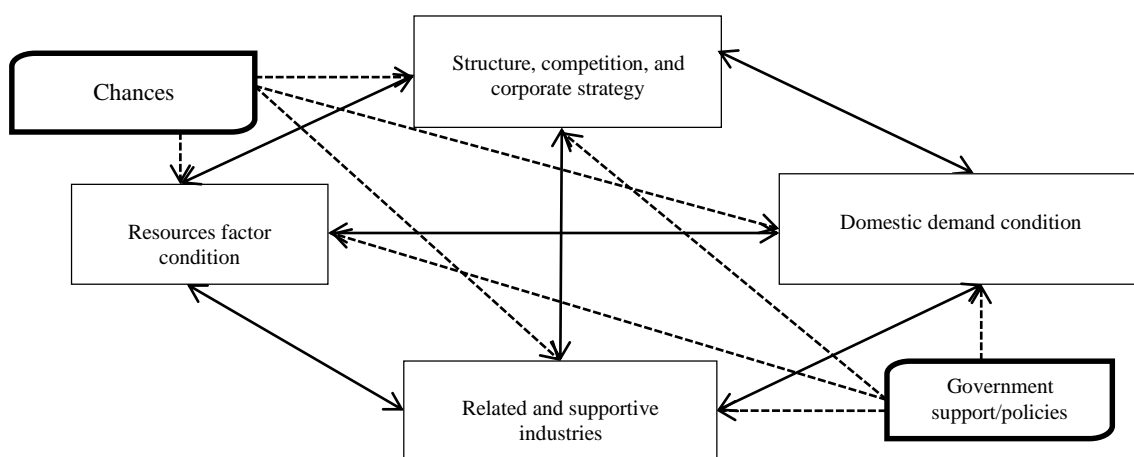 Structure, competition, and
corporate strategy
Chances
Resources factor
condition
Domestic demand condition
Related and supportive
industries
Government
support/policies